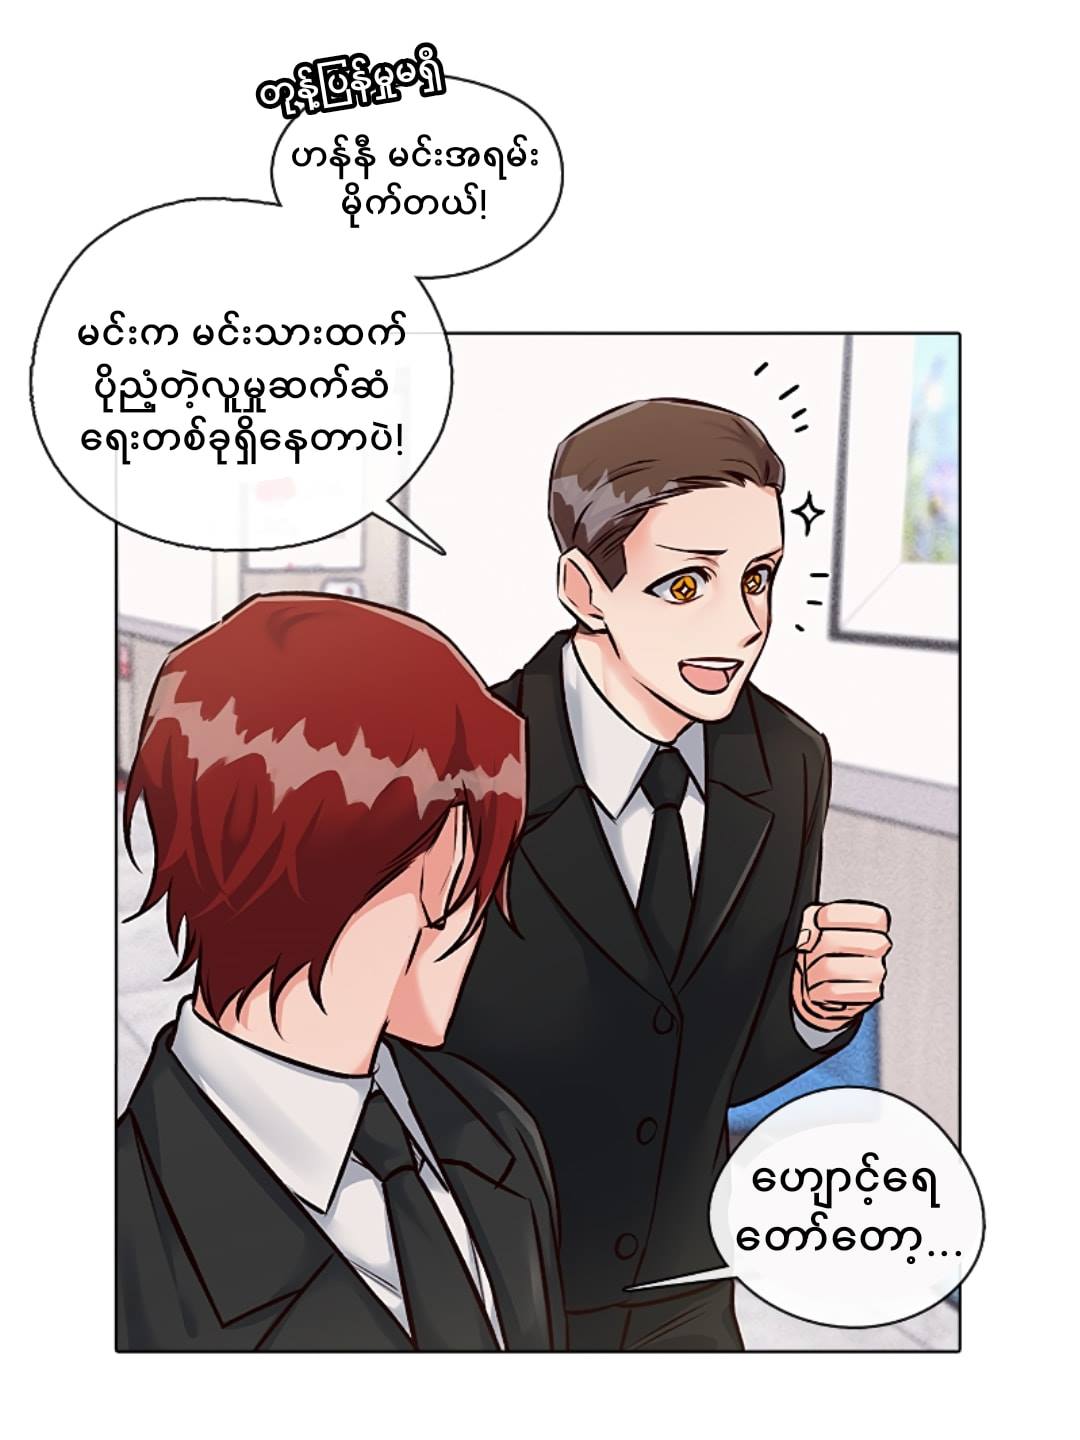 တုန့်ပြန်မှုမရှိ
ဟန်နီ မင်းအရမ်း
မိုက်တယ်!
မင်းက မင်းသားထက်
ပိုညံ့တဲ့လူမှုဆက်ဆံ
ရေးတစ်ခုရှိနေတာပဲ!
ဟျောင့်ရေ
တော်တော့...